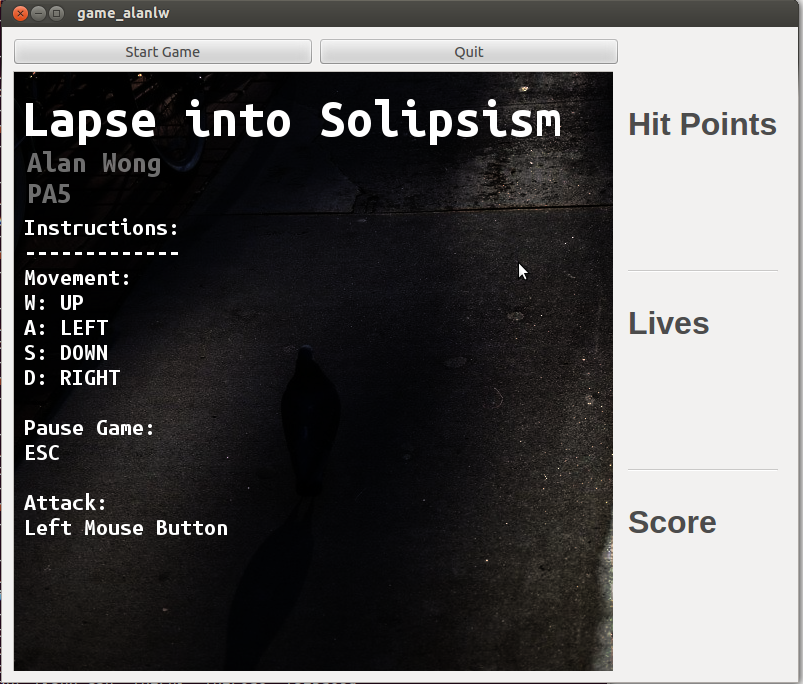 game_alanlw
Start Game
Quit
Lapse into Solipsism
Alan Wong
PA5
Instructions:
-------------
Movement:
W: UP
A: LEFT
S: DOWN
D: RIGHT
Pause Game:
ESC
Attack:
Left Mouse Button
Hit Points
Lives
Score